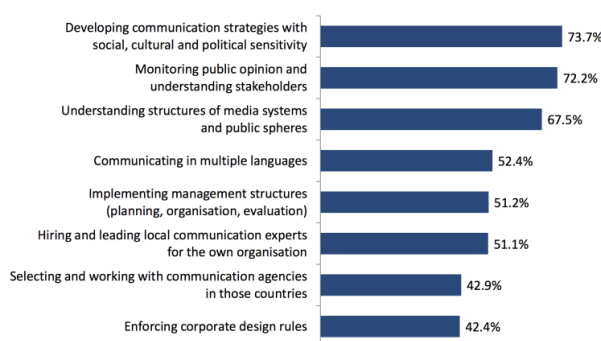 Developing communication strategies with
social, cultural and political sensitivity
73.7%
Monitoring public opinion and
understanding stakeholders
72.2%
Understanding structures of media systems
and public spheres
67.5%
Communicating in multiple languages
52.4%
Implementing management structures
(planning, organisation, evaluation)
51.2%
Hiring and leading local communication experts
for the own organisation
51.1%
Selecting and working with communication agencies
in those countries
42.9%
Enforcing corporate design rules
42.4%